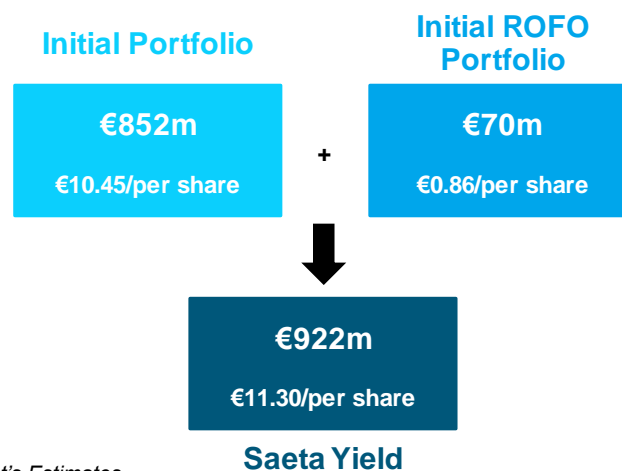 Initial Portfolio
Initial ROFO
Portfolio
€852m
€10.45/per share
+
€70m
€0.86/per share
€922m
€11.30/per share
Saeta Yield
Estimates